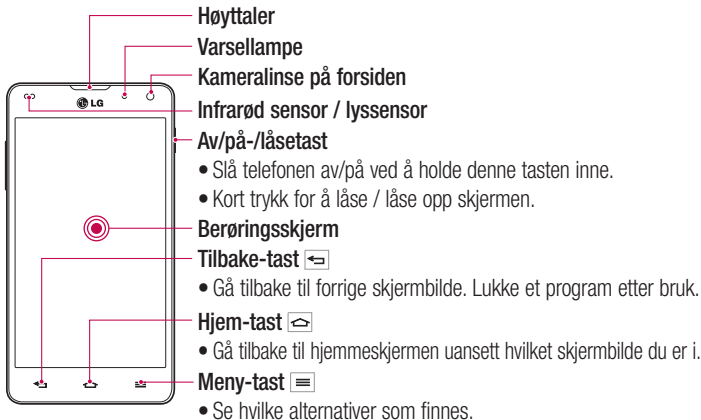 Høyttaler
Varsellampe
Kameralinse på forsiden
LG
Infrarød sensor / lyssensor
Av/på-/låsetast
• Slå telefonen av/på ved å holde denne tasten inne.
• Kort trykk for å låse / låse opp skjermen.
Berøringsskjerm
Tilbake-tast
• Gå tilbake til forrige skjermbilde. Lukke et program etter bruk.
Hjem-tast
• Gå tilbake til hjemmeskjermen uansett hvilket skjermbilde du er i.
Meny-tast
• Se hvilke alternativer som finnes.